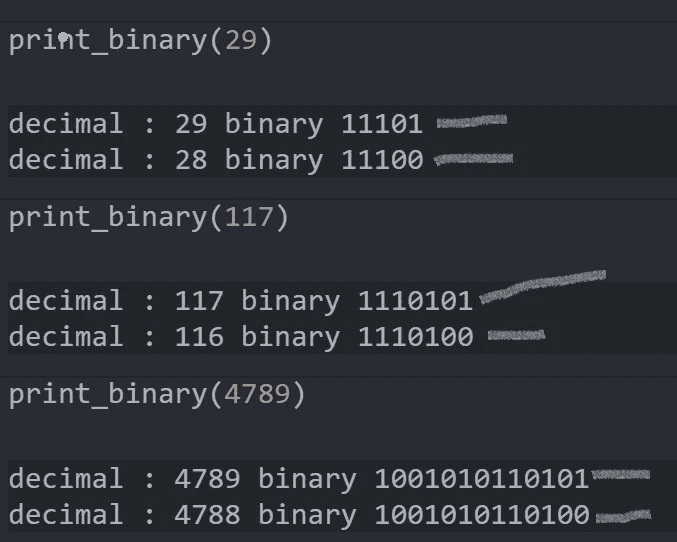 print_binary(29)
decimal : 29 binary 11101
decimal : 28 binary 11100
print_binary(117)
decimal : 117 binary 1110101
decimal : 116 binary 1110100
print_binary(4789)
decimal : 4789 binary 1001010110101
decimal : 4788 binary 1001010110100